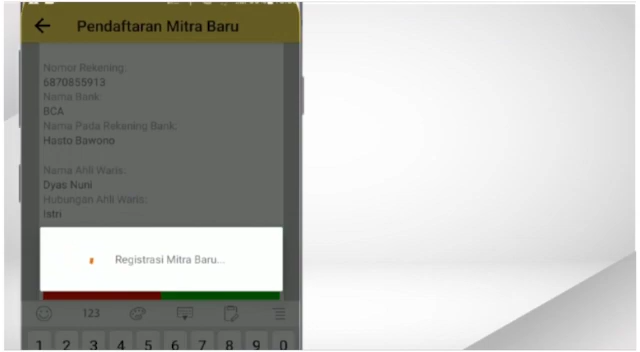 Pendaftaran Mitra Baru
Nomor Rekening:
6870855913
Nama Bank:
BCA
Nama Pada Rekening Bank:
Hasto Bawono
Nama Ahli Waris:
Dyas Nuni
Hubungan Ahli Waris:
Istri
Registrasi Mitra Baru...
123
1 2 3 4 5 6 7 8 9 0